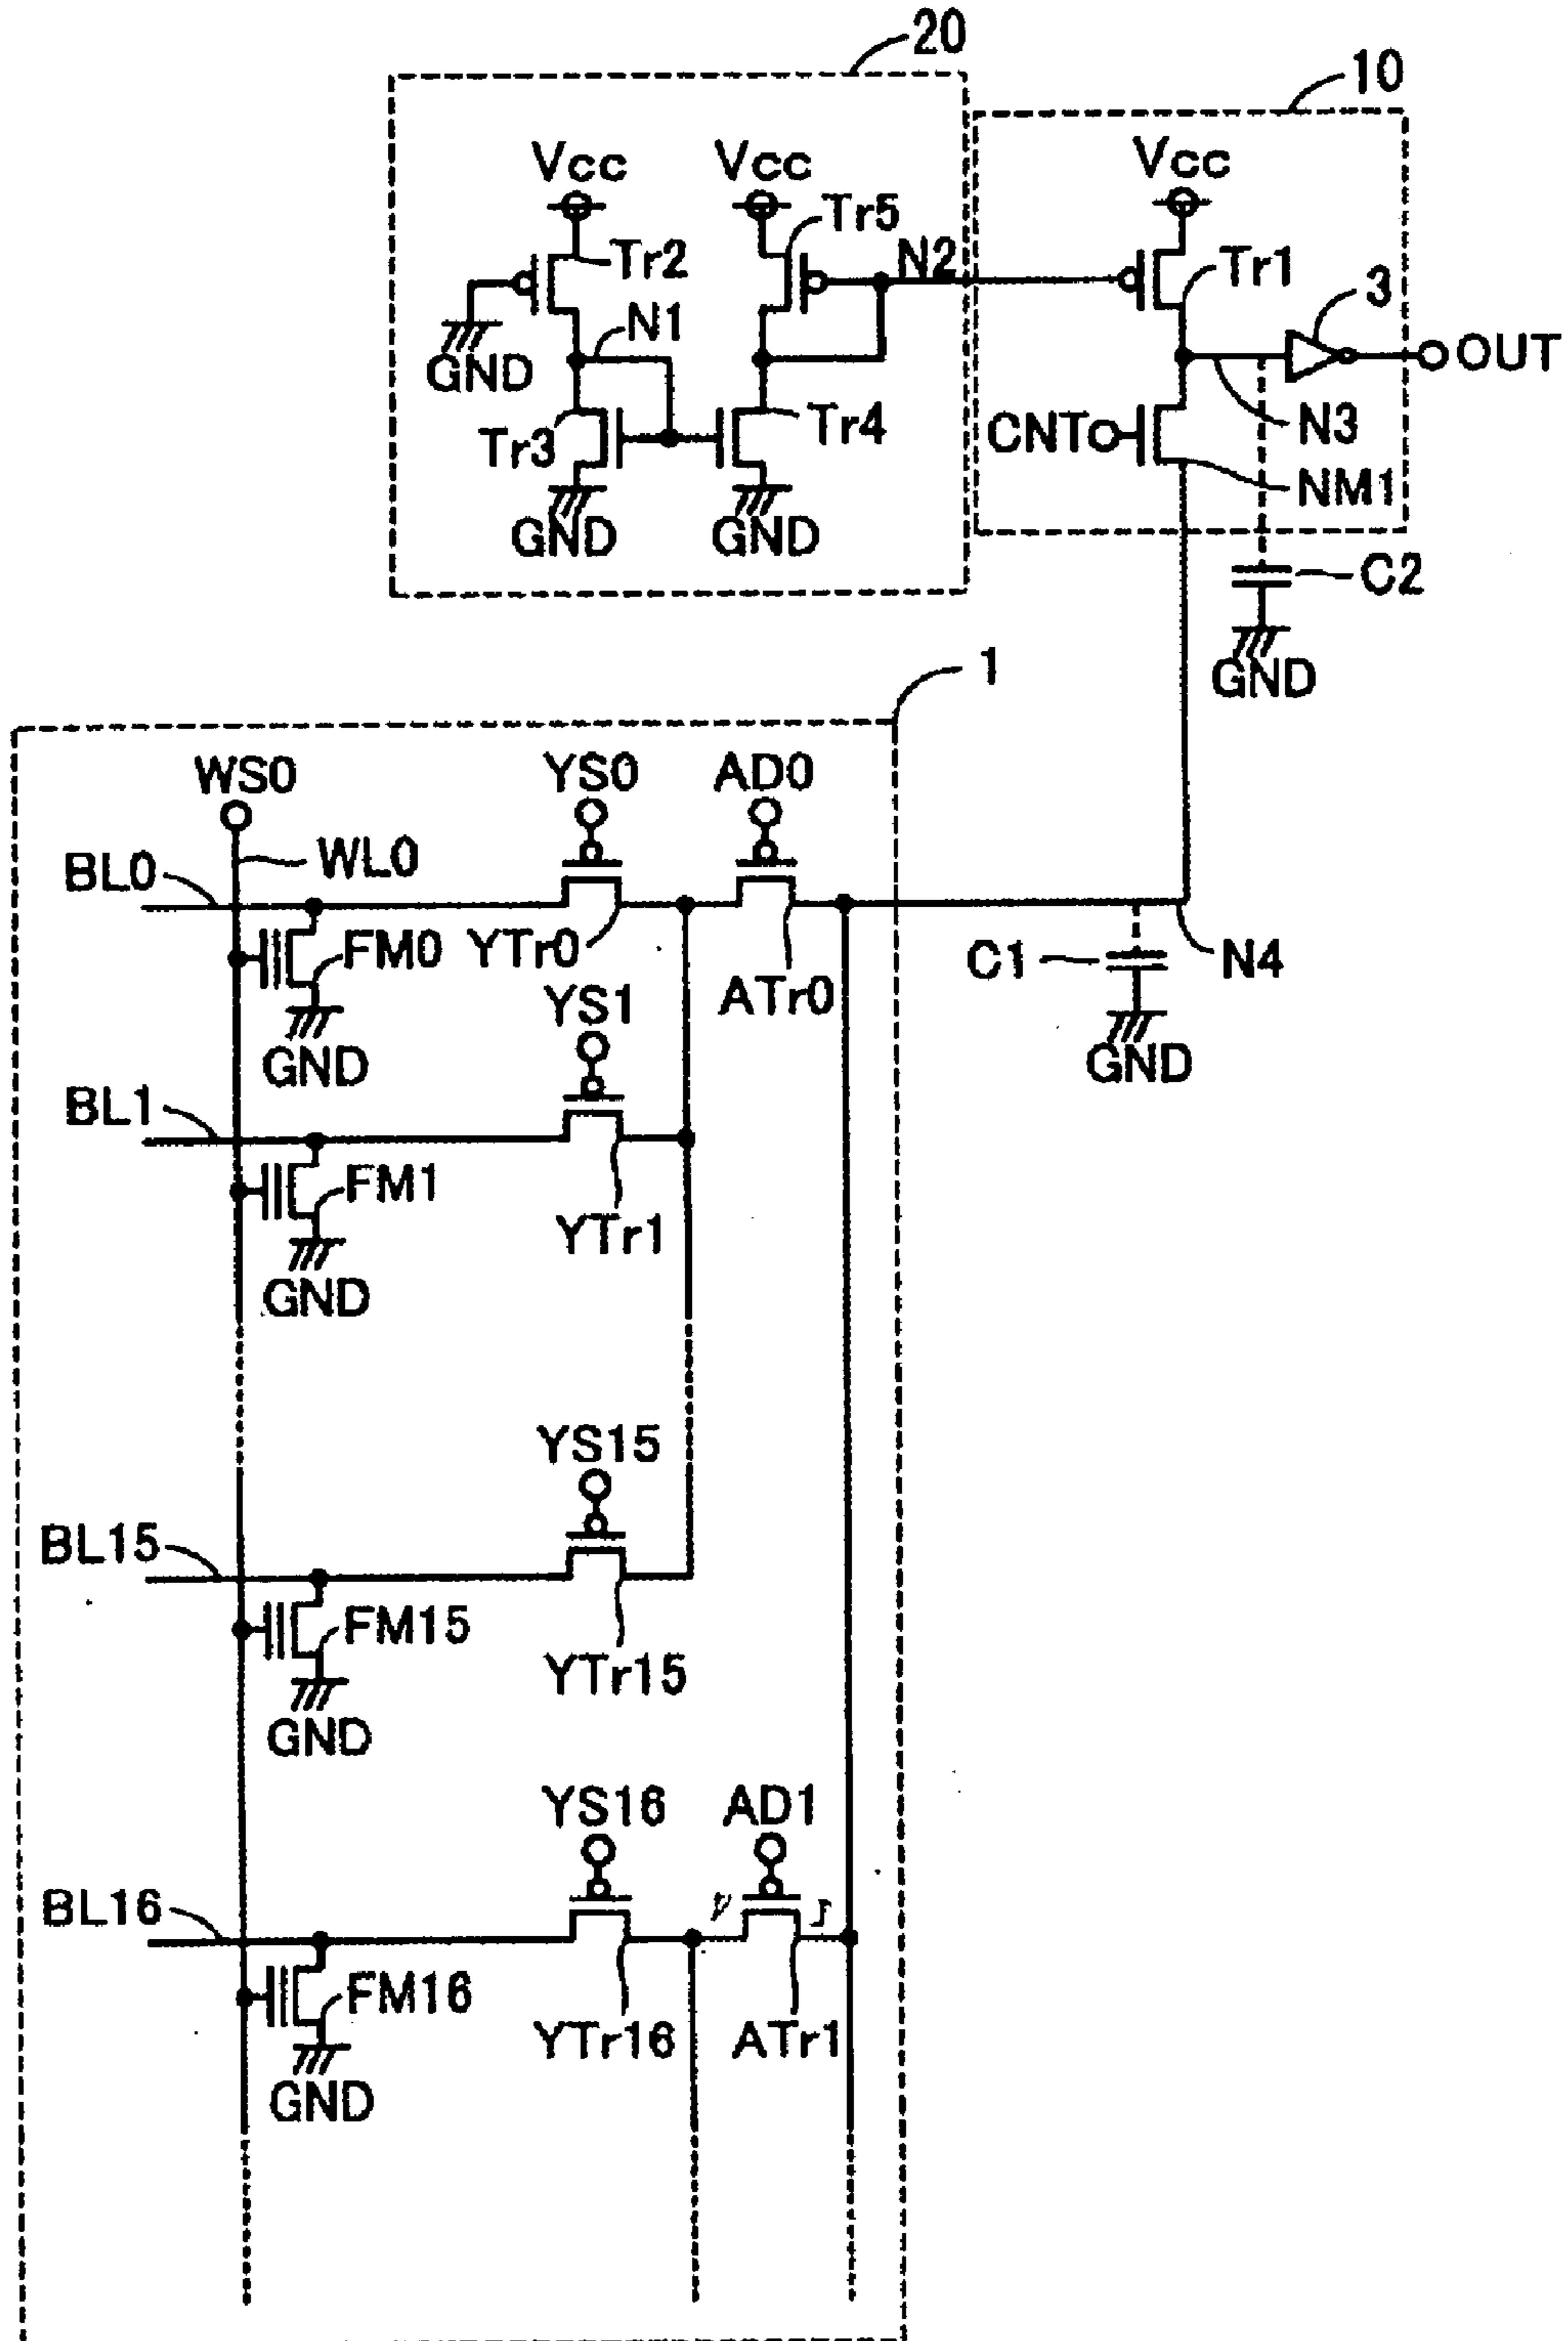 20
10
Vcc
Vcc
Vcc
Tr5
Tr2
N2
Tr1
3
N1
GND
OUT
Tr3
Tr4
CNT
N3
NM1
GND
GND
C2
GND
1
WS0
YS0
AD0
WL0
BL0
FM0
YTr0
ATr0
C1
N4
YS1
GND
GND
BL1
FM1
YTr1
GND
YS15
BL15
FM15
YTr15
GND
YS16
AD1
BL16
FM16
YTr16
ATr1
GND